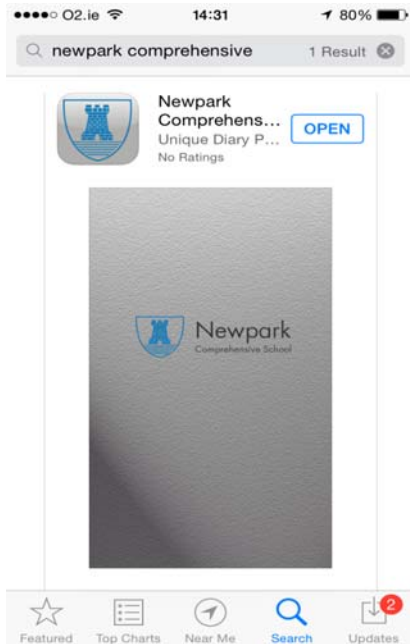 O2.ie 14:31 80%
newpark comprehensive 1 Result
Newpark
Comprehens... OPEN
Unique Diary P...
No Ratings
Newpark
Comprehensive School
2
Featured Top Charts Near Me Search Updates